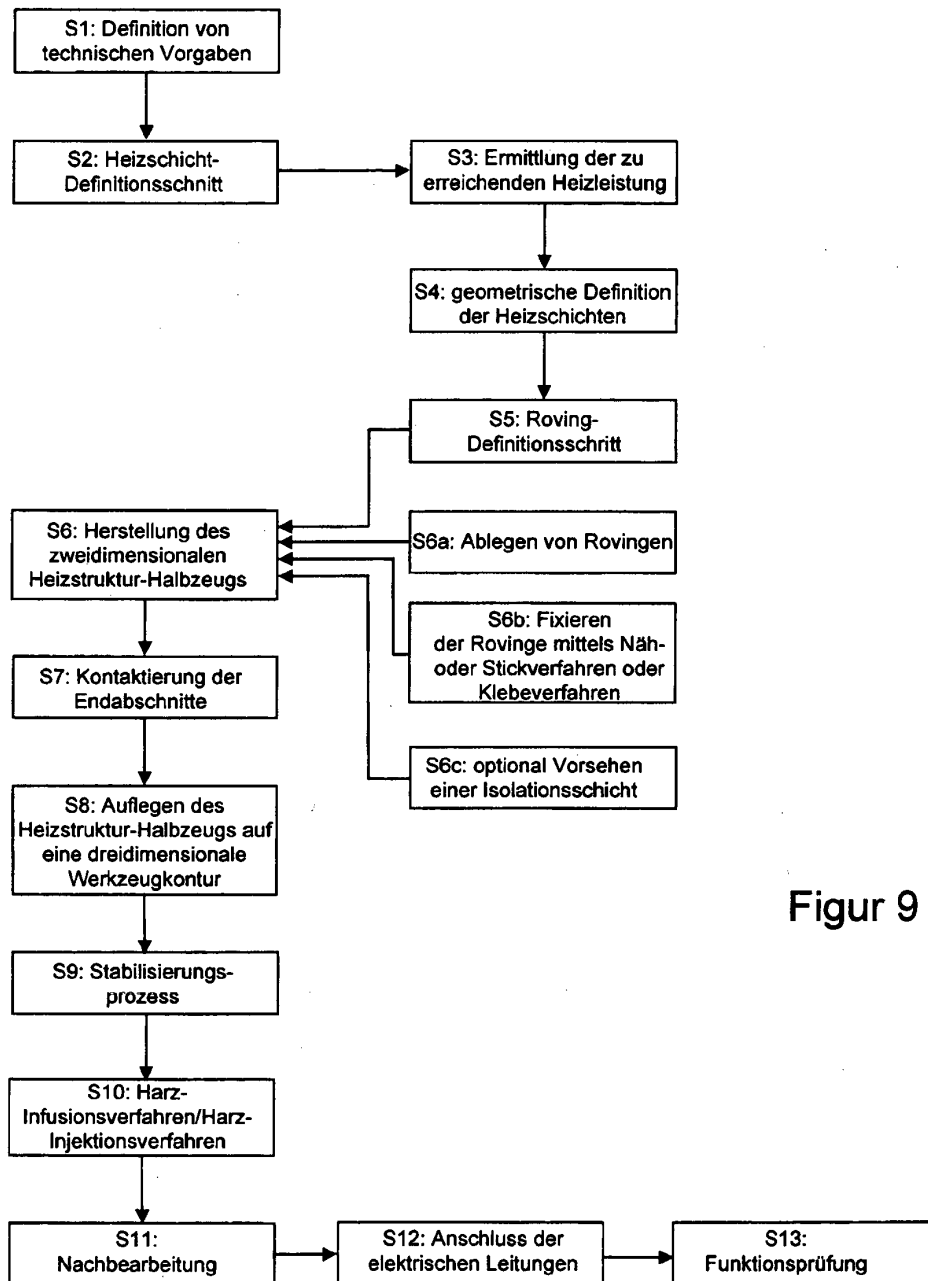 S1: Definition von
technischen Vorgaben
S2: Heizschicht-
Definitionsschnitt
S3: Ermittlung der zu
erreichenden Heizleistung
S4: geometrische Definition
der Heizschichten
S5: Roving-
Definitionsschritt
S6: Herstellung des
zweidimensionalen
Heizstruktur-Halbzeugs
S6a: Ablegen von Rovingen
S6b: Fixieren
der Rovinge mittels Näh-
oder Stickverfahren oder
Klebeverfahren
S7: Kontaktierung der
Endabschnitte
S6c: optional Vorsehen
einer Isolationsschicht
S8: Auflegen des
Heizstruktur-Halbzeugs auf
eine dreidimensionale
Werkzeugkontur
Figur 9
S9: Stabilisierungs-
prozess
S10: Harz-
Infusionsverfahren/Harz-
Injektionsverfahren
S11:
Nachbearbeitung
S12: Anschluss der
elektrischen Leitungen
S13:
Funktionsprüfung